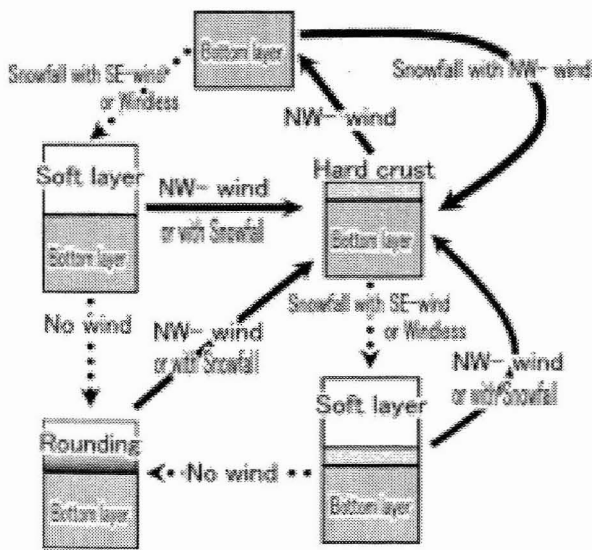 Bottom layer
Snowfall with SE-wind
or Windless
Snowfall with NW- wind
NW- wind
Soft layer
Hard crust
NW- wind
or with Snowfall
Bottom layer
Bottom layer
Snowfall with SE-wind
or Windless
No wind
NW- wind
or with Snowfall
NW- wind
or with Snowfall
Soft layer
Rounding
No wind
Bottom layer
Bottom layer